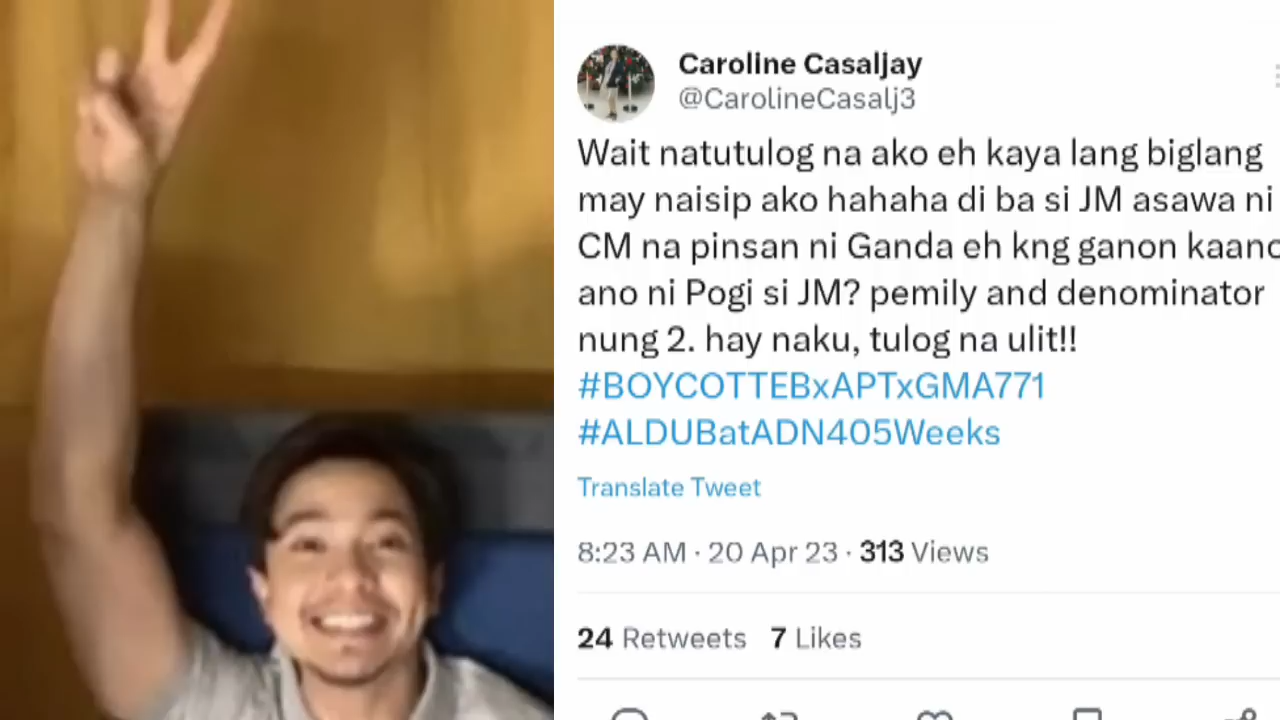 Caroline Casaljay
@CarolineCasalj3
Wait natutulog na ako eh kaya lang biglang
may naisip ako hahaha di ba si JM asawa ni
CM na pinsan ni Ganda eh kng ganon kaano
ano ni Pogi si JM? pemily and denominator
nung 2. hay naku, tulog na ulit!!
#BOYCOTTEBxAPTxGMA771
#ALDUBatADN405Weeks
Translate Tweet
8:23 AM · 20 Apr 23 · 313 Views
24 Retweets 7 Likes